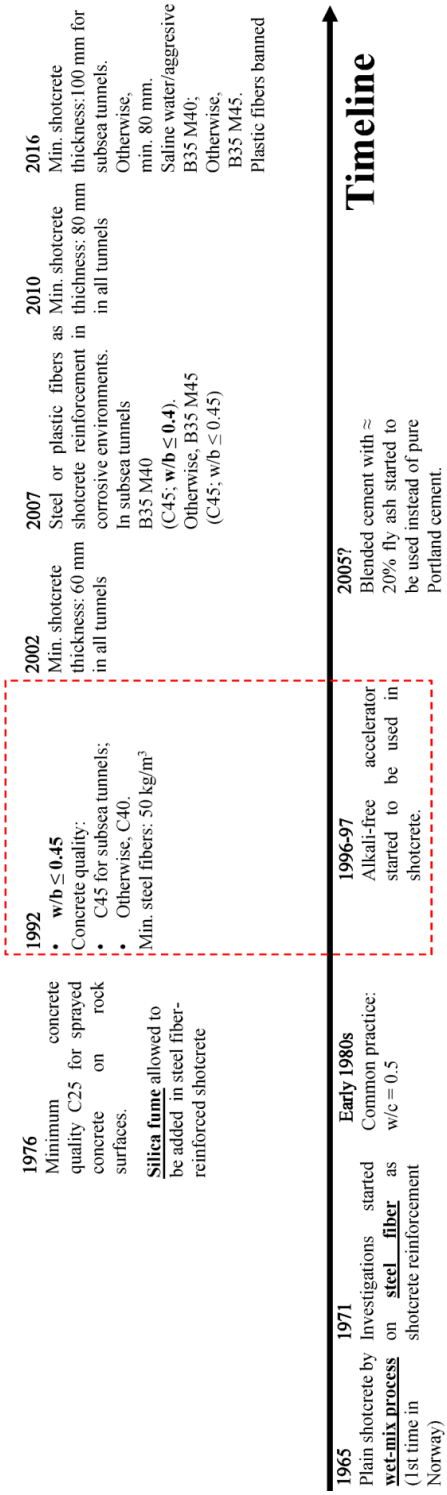 1976
Minimum concrete
quality C25 for sprayed
concrete on rock
surfaces.
Silica fume allowed to
be added in steel fiber-
reinforced shotcrete
1992
• w/b ≤ 0.45
Concrete quality:
• C45 for subsea tunnels;
• Otherwise, C40.
Min. steel fibers: 50 kg/m³
2002
Min. shotcrete
thickness: 60 mm
in all tunnels
2007
Steel or plastic fibers as
shotcrete reinforcement in
corrosive environments.
In subsea tunnels
B35 M40
(C45; w/b ≤ 0.4).
Otherwise, B35 M45
(C45; w/b ≤ 0.45)
2010
Min. shotcrete
thichness: 80 mm
in all tunnels
2016
Min. shotcrete
thickness:100 mm for
subsea tunnels.
Otherwise,
min. 80 mm.
Saline water/aggresive
B35 M40;
Otherwise,
B35 M45.
Plastic fibers banned
1965
Plain shotcrete by
wet-mix process
(1st time in
Norway)
1971
Investigations started
on steel fiber as
shotcrete reinforcement
Early 1980s
Common practice:
w/c = 0.5
1996-97
Alkali-free accelerator
started to be used in
shotcrete.
2005?
Blended cement with ≈
20% fly ash started to
be used instead of pure
Portland cement.
Timeline